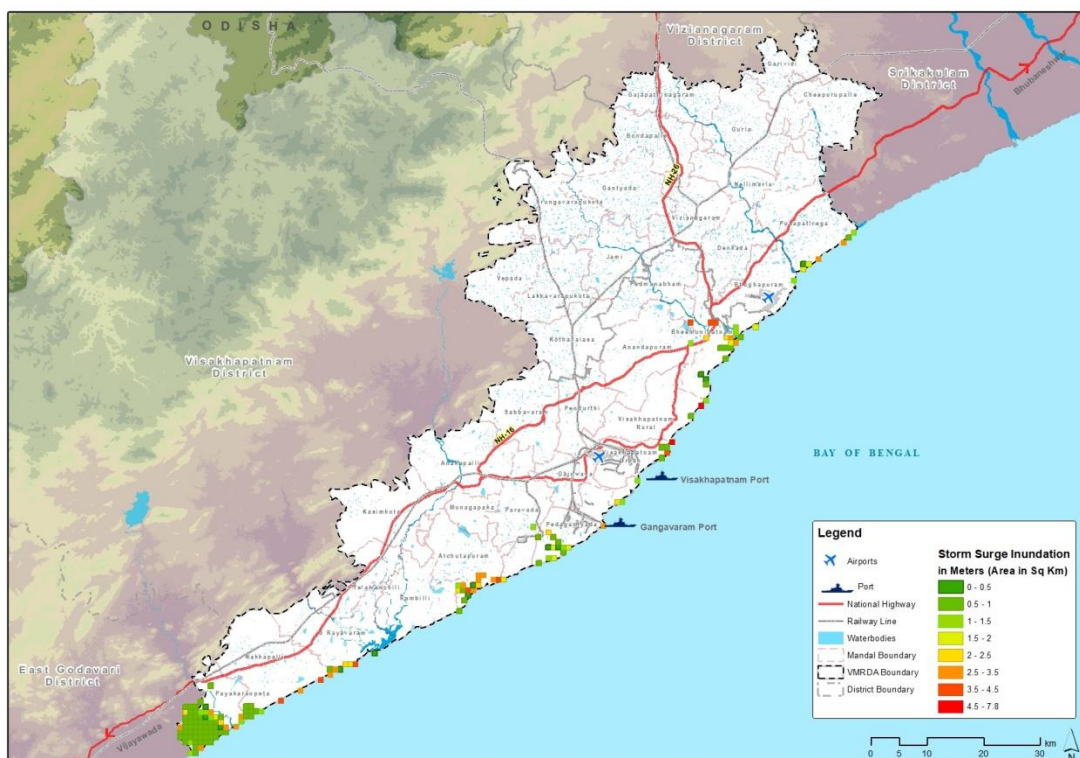 ODISHA
Vizianagaram
District
Srikakulam
District
Bhubaneshwar
Garividi
Cheepurupalle
Gajapathinagaram
Gurla
Bondapalle
NH-26
Nellimarla
Gantyada
Vizianagaram
Pusapatirega
Denkada
Jami
Vepada
Padmanabham
Bhoghapuram
Lakkavarapukota
Kothavalasa
Anandapuram
Visakhapatnam
District
Sabbavaram
Pendurthi
Visakhapatnam
Rural
NH-16
BAY OF BENGAL
Anakapalli
Visakhapatnam Port
Kasimkota
Munagapaka
Paravada
Pedagantyada
Gangavaram Port
Atchutapuram
Rambilli
Rayavaram
Nakkapalli
East Godavari
District
Payakaraopeta
Vijayawada
Legend
Airports
Port
National Highway
Railway Line
Waterbodies
Mandal Boundary
VMRDA Boundary
District Boundary
Storm Surge Inundation
in Meters (Area in Sq Km)
0 - 0.5
0.5 - 1
1 - 1.5
1.5 - 2
2 - 2.5
2.5 - 3.5
3.5 - 4.5
4.5 - 7.8
0 5 10 20 30
km
N